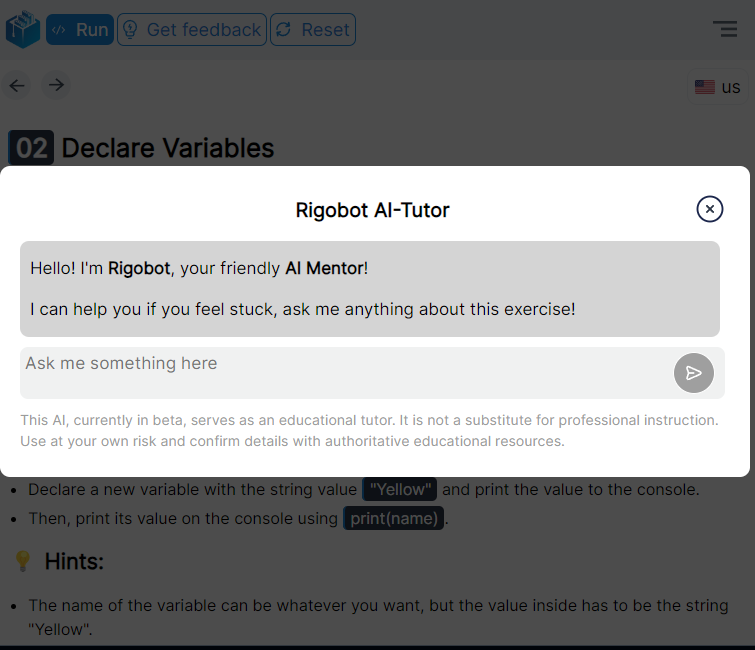 </> Run Get feedback Reset
us
02 Declare Variables
Rigobot AI-Tutor
Hello! I'm Rigobot, your friendly AI Mentor!
I can help you if you feel stuck, ask me anything about this exercise!
Ask me something here
This AI, currently in beta, serves as an educational tutor. It is not a substitute for professional instruction.
Use at your own risk and confirm details with authoritative educational resources.
• Declare a new variable with the string value "Yellow" and print the value to the console.
• Then, print its value on the console using print(name).
💡 Hints:
• The name of the variable can be whatever you want, but the value inside has to be the string
"Yellow".